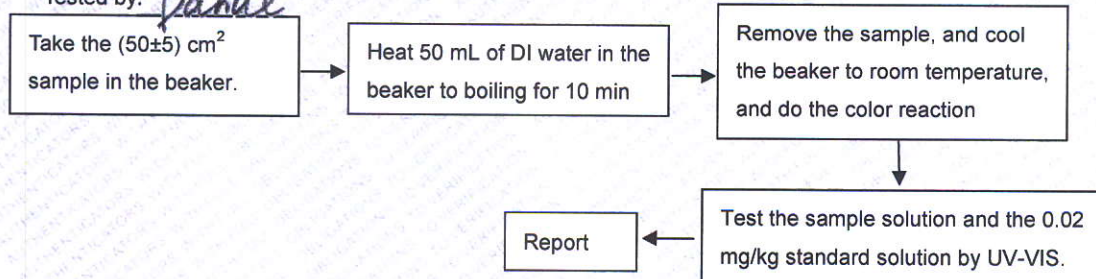 Tested by:
Take the (50±5) cm²
sample in the beaker.
Heat 50 mL of DI water in the
beaker to boiling for 10 min
Remove the sample, and cool
the beaker to room temperature,
and do the color reaction
Test the sample solution and the 0.02
mg/kg standard solution by UV-VIS.
Report